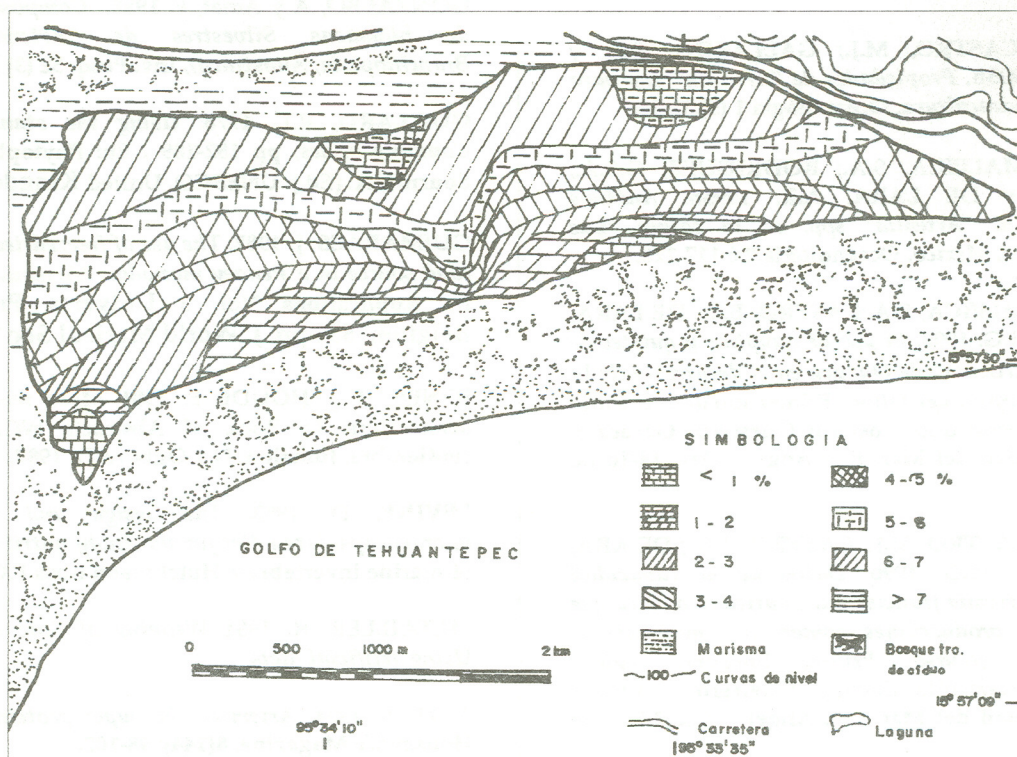 15° 57' 30"
SIMBOLOGIA
< 1 %
4-5 %
1-2
5-6
2-3
6-7
3-4
> 7
Marisma
Bosque tro.
~100~ Curvas de nivel
15° 57' 09"
Carretera
Laguna
GOLFO DE TEHUANTEPEC
0 500 1000 m 2 km
95° 34' 10"